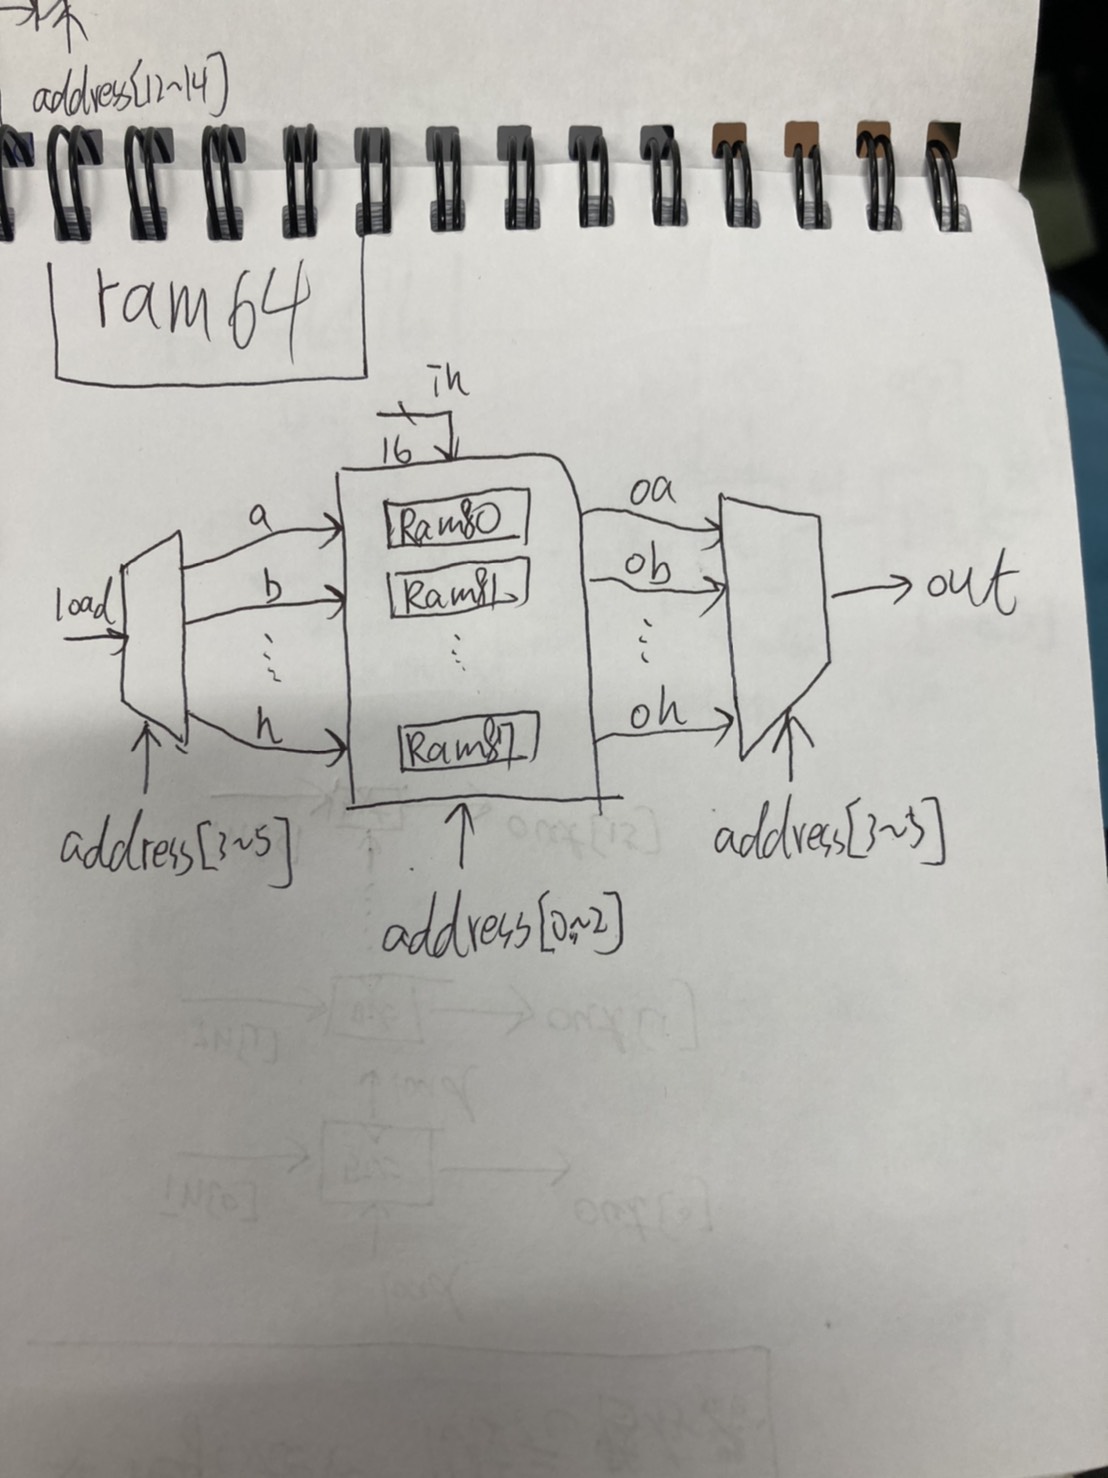 address[12~14]
ram64
in
16
load
a
b
h
Ram80
Ram81
Ram87
oa
ob
oh
out
address[3~5]
address[0~2]
address[3~5]